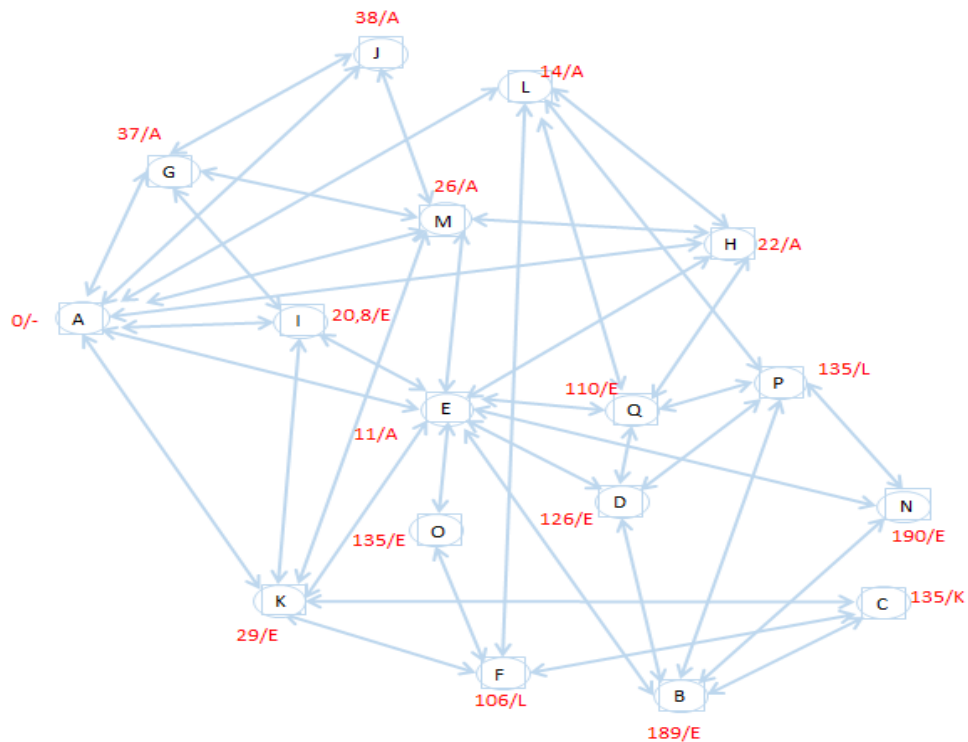 38/A
J
14/A
L
37/A
G
26/A
M
H
22/A
0/-
A
I
20,8/E
135/L
P
110/E
E
Q
11/A
D
N
126/E
135/E
O
190/E
K
C
135/K
29/E
F
B
106/L
189/E